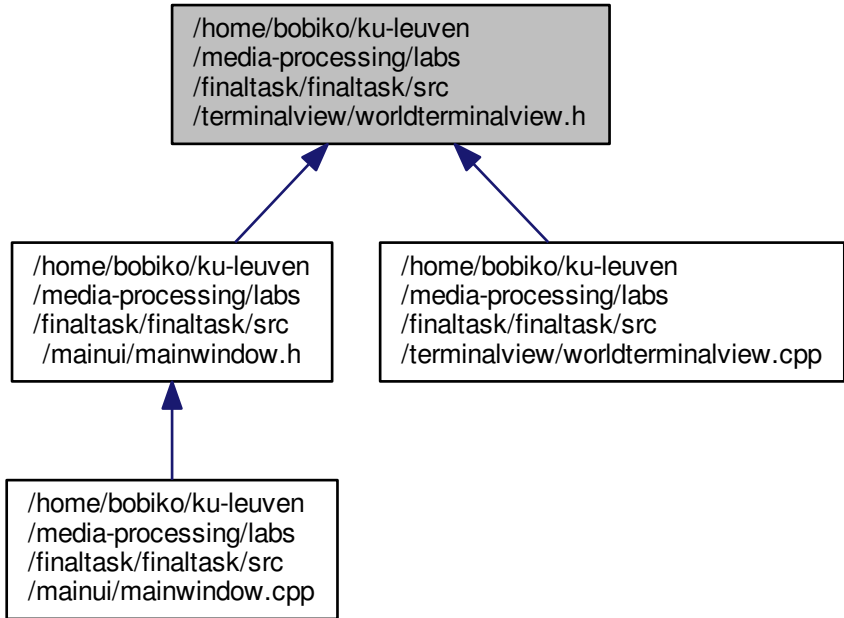 /home/bobiko/ku-leuven
/media-processing/labs
/finaltask/finaltask/src
/terminalview/worldterminalview.h
/home/bobiko/ku-leuven
/media-processing/labs
/finaltask/finaltask/src
/mainui/mainwindow.h
/home/bobiko/ku-leuven
/media-processing/labs
/finaltask/finaltask/src
/terminalview/worldterminalview.cpp
/home/bobiko/ku-leuven
/media-processing/labs
/finaltask/finaltask/src
/mainui/mainwindow.cpp